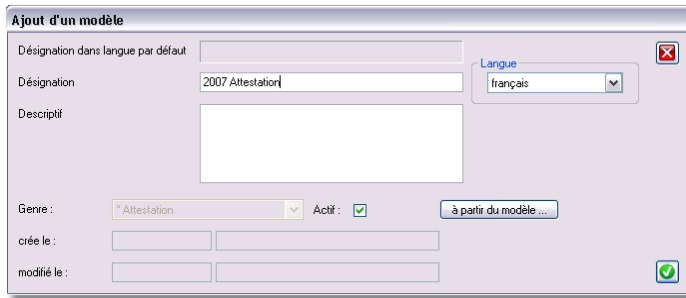 Ajout d'un modèle
Désignation dans langue par défaut
Langue
Désignation
2007 Attestation
français
Descriptif
Genre :
* Attestation
Actif :
à partir du modèle ...
crée le :
modifié le :